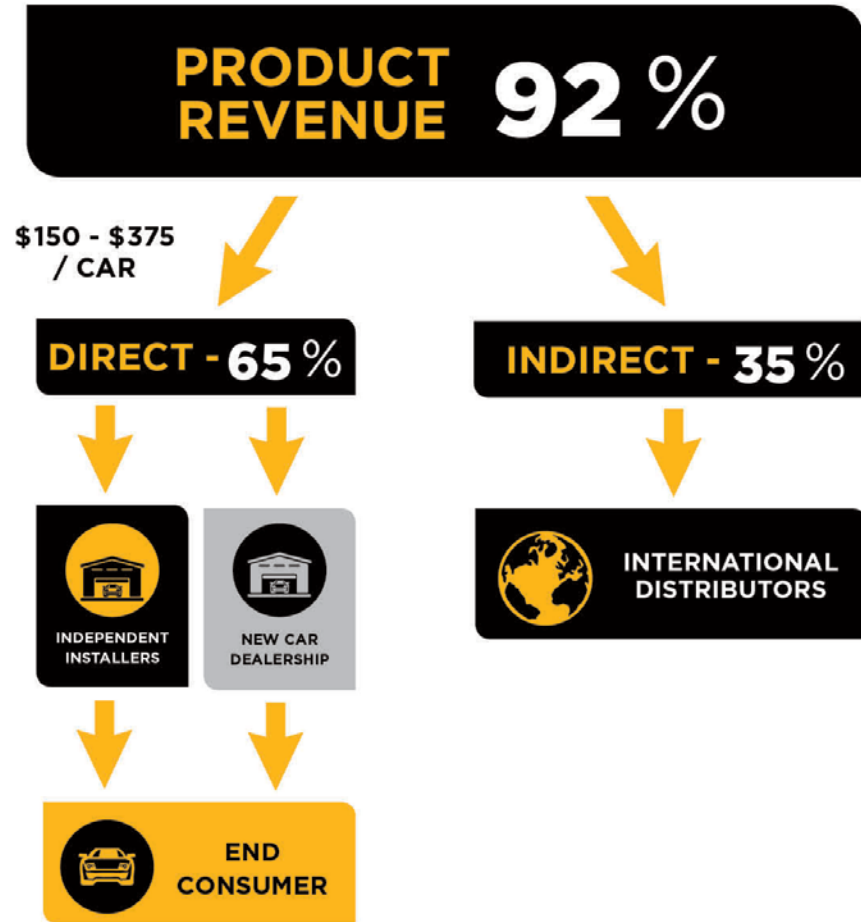 PRODUCT
REVENUE
92 %
$150 - $375
/ CAR
DIRECT - 65 %
INDIRECT - 35 %
INDEPENDENT
INSTALLERS
NEW CAR
DEALERSHIP
INTERNATIONAL
DISTRIBUTORS
END
CONSUMER